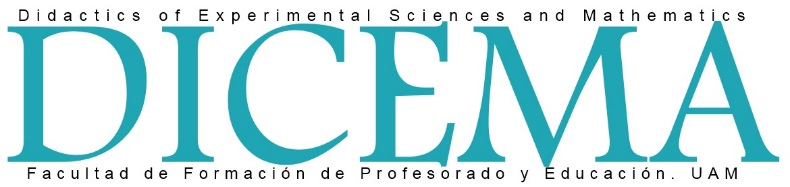 Didactics of Experimental Sciences and Mathematics
DICEMA
Facultad de Formación de Profesorado y Educación. UAM